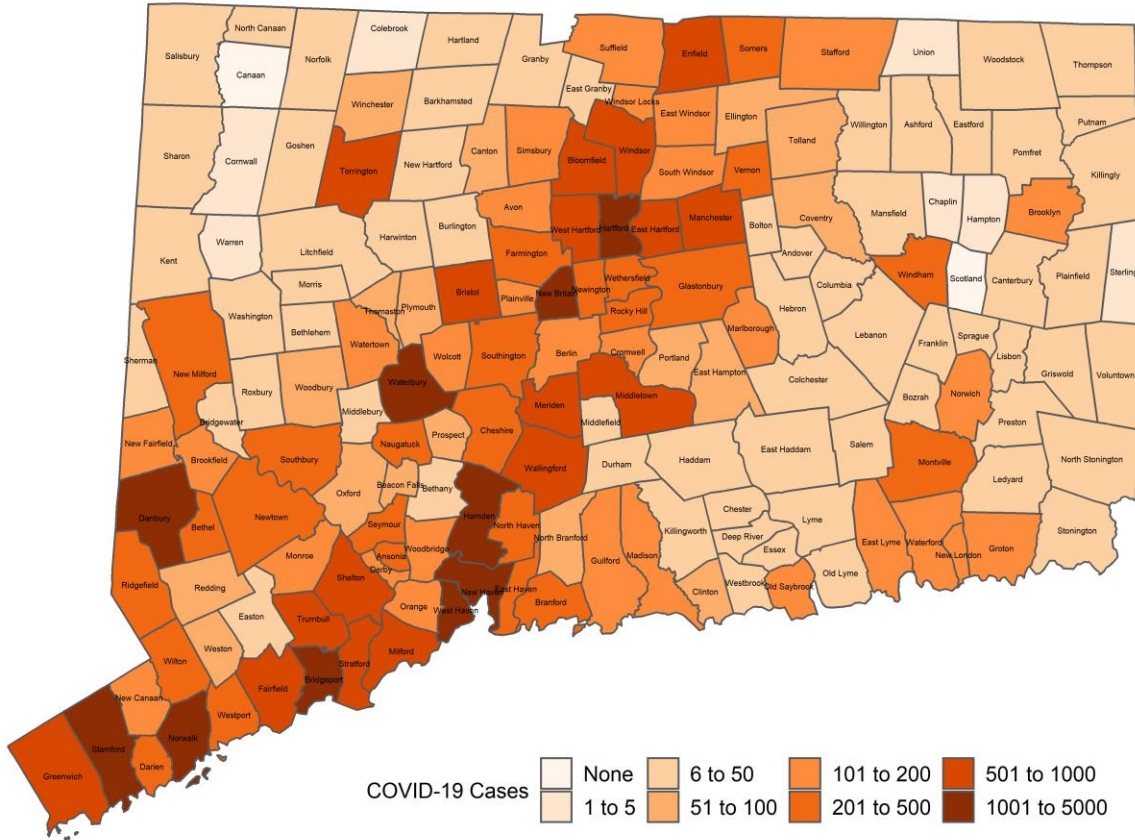 North Canaan
Colebrook
Hartland
Salisbury
Canaan
Norfolk
Granby
Suffield
Enfield
Somers
Stafford
Union
Woodstock
Thompson
East Granby
Winchester
Barkhamsted
Windsor Locks
East Windsor
Ellington
Willington
Ashford
Eastford
Putnam
Sharon
Cornwall
Goshen
Torrington
New Hartford
Canton
Simsbury
Bloomfield
Windsor
South Windsor
Vernon
Tolland
Pomfret
Killingly
Avon
West Hartford
Hartford
East Hartford
Manchester
Bolton
Coventry
Mansfield
Chaplin
Hampton
Brooklyn
Kent
Warren
Litchfield
Harwinton
Burlington
Farmington
Andover
Windham
Scotland
Canterbury
Plainfield
Sterling
Morris
Thomaston
Plymouth
Bristol
Plainville
New Britain
Newington
Wethersfield
Rocky Hill
Glastonbury
Columbia
Hebron
Washington
Bethlehem
Watertown
Wolcott
Southington
Berlin
Cromwell
Portland
Marlborough
Lebanon
Franklin
Sprague
Lisbon
Griswold
Voluntown
Sherman
New Milford
Roxbury
Woodbury
Waterbury
Middlebury
East Hampton
Colchester
Bozrah
Norwich
Preston
Bridgewater
Meriden
Middletown
Middlefield
New Fairfield
Brookfield
Southbury
Naugatuck
Prospect
Cheshire
Wallingford
Durham
Haddam
East Haddam
Salem
Montville
North Stonington
Ledyard
Danbury
Bethel
Newtown
Oxford
Beacon Falls
Bethany
Hamden
North Haven
Seymour
Woodbridge
North Branford
Guilford
Madison
Killingworth
Chester
Deep River
Essex
Lyme
East Lyme
Waterford
New London
Groton
Stonington
Ridgefield
Redding
Monroe
Ansonia
Derby
Shelton
Orange
New Haven
West Haven
East Haven
Branford
Clinton
Westbrook
Old Saybrook
Old Lyme
Easton
Trumbull
Weston
Wilton
Milford
Stratford
Bridgeport
Fairfield
Westport
New Canaan
Norwalk
Darien
Stamford
Greenwich
COVID-19 Cases
None
6 to 50
101 to 200
501 to 1000
1 to 5
51 to 100
201 to 500
1001 to 5000